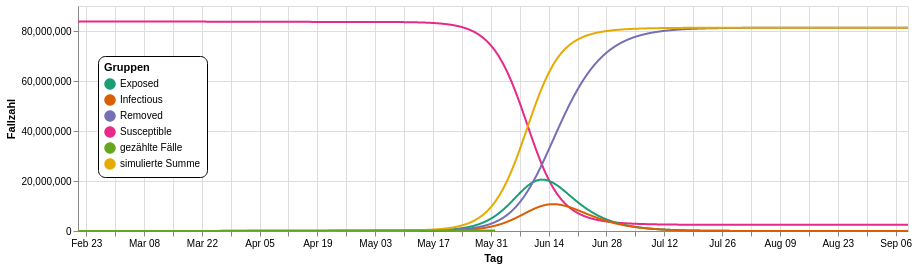 80,000,000
60,000,000
40,000,000
20,000,000
0
Fallzahl
Gruppen
Exposed
Infectious
Removed
Susceptible
gezählte Fälle
simulierte Summe
Feb 23 Mar 08 Mar 22 Apr 05 Apr 19 May 03 May 17 May 31 Jun 14 Jun 28 Jul 12 Jul 26 Aug 09 Aug 23 Sep 06
Tag